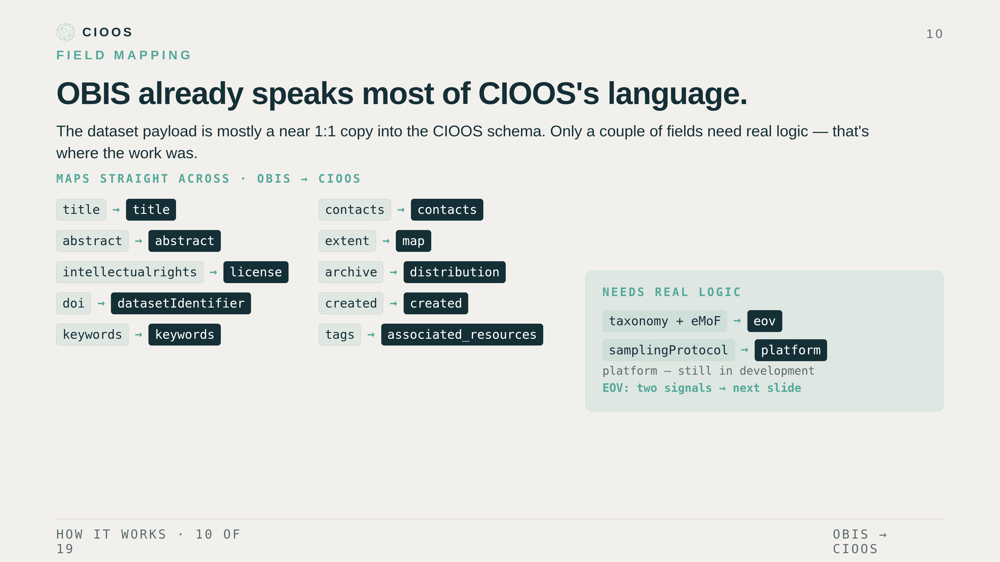 CIOOS
10
FIELD MAPPING
OBIS already speaks most of CIOOS's language.
The dataset payload is mostly a near 1:1 copy into the CIOOS schema. Only a couple of fields need real logic — that's
where the work was.
MAPS STRAIGHT ACROSS · OBIS → CIOOS
title → title
abstract → abstract
intellectualrights → license
doi → datasetIdentifier
keywords → keywords
contacts → contacts
extent → map
archive → distribution
created → created
tags → associated_resources
NEEDS REAL LOGIC
taxonomy + eMoF → eov
samplingProtocol → platform
platform — still in development
EOV: two signals → next slide
HOW IT WORKS · 10 OF
19
OBIS →
CIOOS